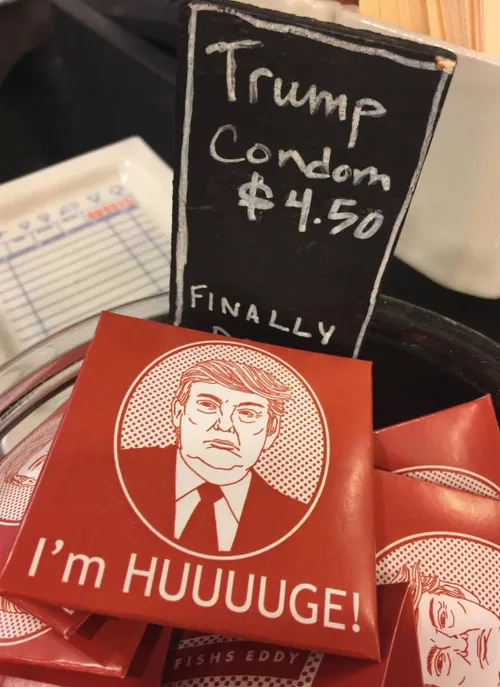 Trump
Condom
$4.50
FINALLY
I'm HUUUUGE!
FISHS EDDY